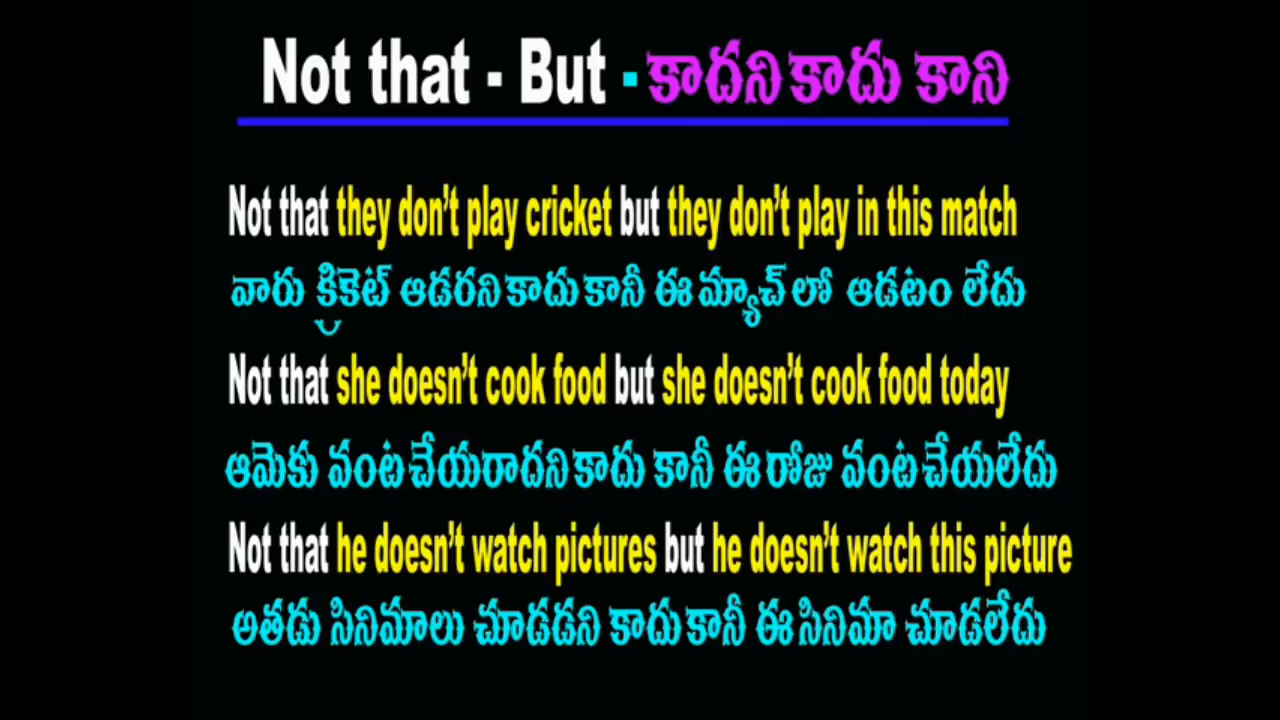 Not that - But - కాదని కాదు కాని
Not that they don't play cricket but they don't play in this match
వారు క్రికెట్ ఆడరని కాదు కానీ ఈ మ్యాచ్ లో ఆడటం లేదు
Not that she doesn't cook food but she doesn't cook food today
ఆమెకు వంట చేయరాదని కాదు కానీ ఈ రోజు వంట చేయలేదు
Not that he doesn't watch pictures but he doesn't watch this picture
అతడు సినిమాలు చూడడని కాదు కానీ ఈ సినిమా చూడలేదు